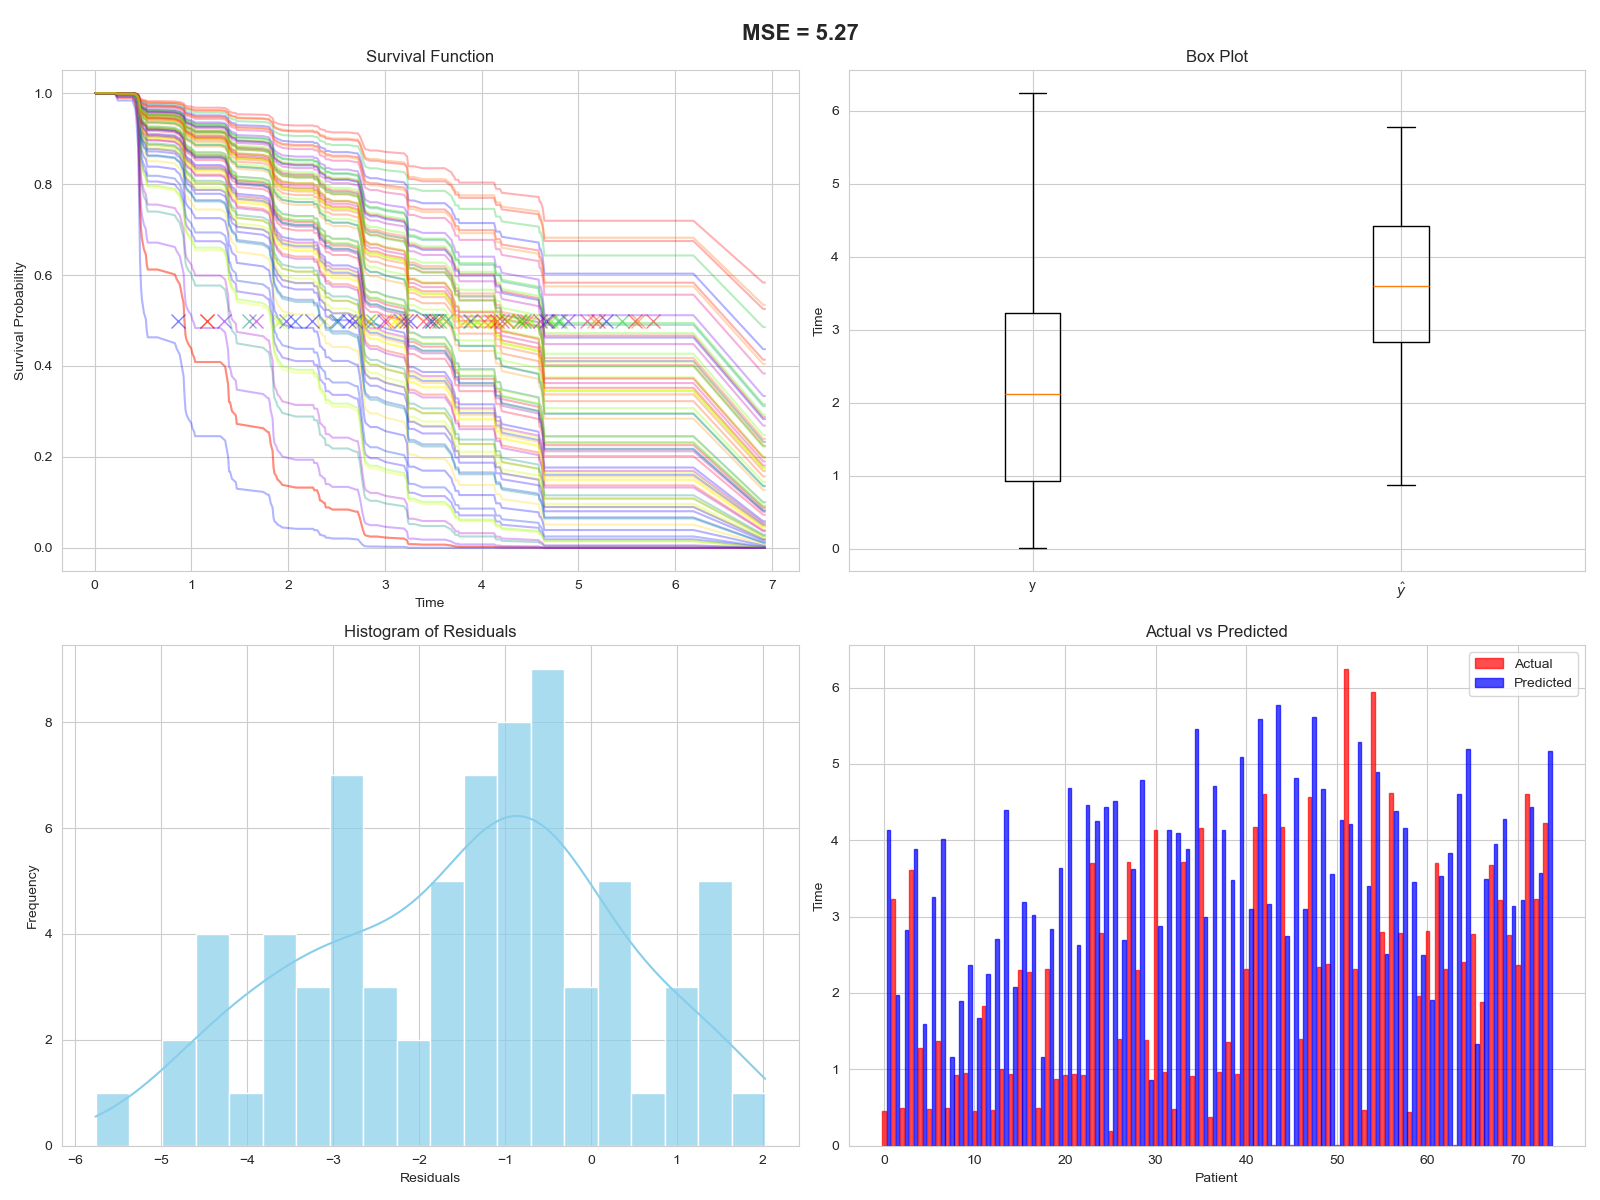 MSE = 5.27
Survival Function
1.0
0.8
0.6
0.4
0.2
0.0
Survival Probability
0 1 2 3 4 5 6 7
Time
Box Plot
6
5
4
3
2
1
0
Time
y ŷ
Histogram of Residuals
8
6
4
2
0
Frequency
−6 −5 −4 −3 −2 −1 0 1 2
Residuals
Actual vs Predicted
Actual
Predicted
6
5
4
3
2
1
0
Time
0 10 20 30 40 50 60 70
Patient